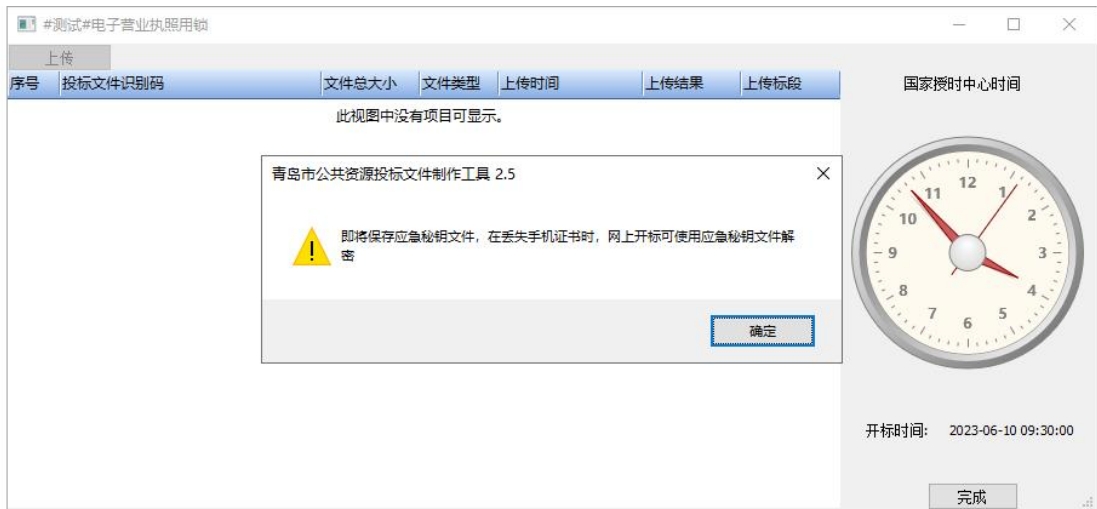 #测试#电子营业执照用锁
上传
序号 投标文件识别码 文件总大小 文件类型 上传时间 上传结果 上传标段
此视图中没有项目可显示。
国家授时中心时间
青岛市公共资源投标文件制作工具 2.5
即将保存应急秘钥文件，在丢失手机证书时，网上开标可使用应急秘钥文件解
密
确定
12
1
2
3
4
5
6
7
8
9
10
11
开标时间: 2023-06-10 09:30:00
完成